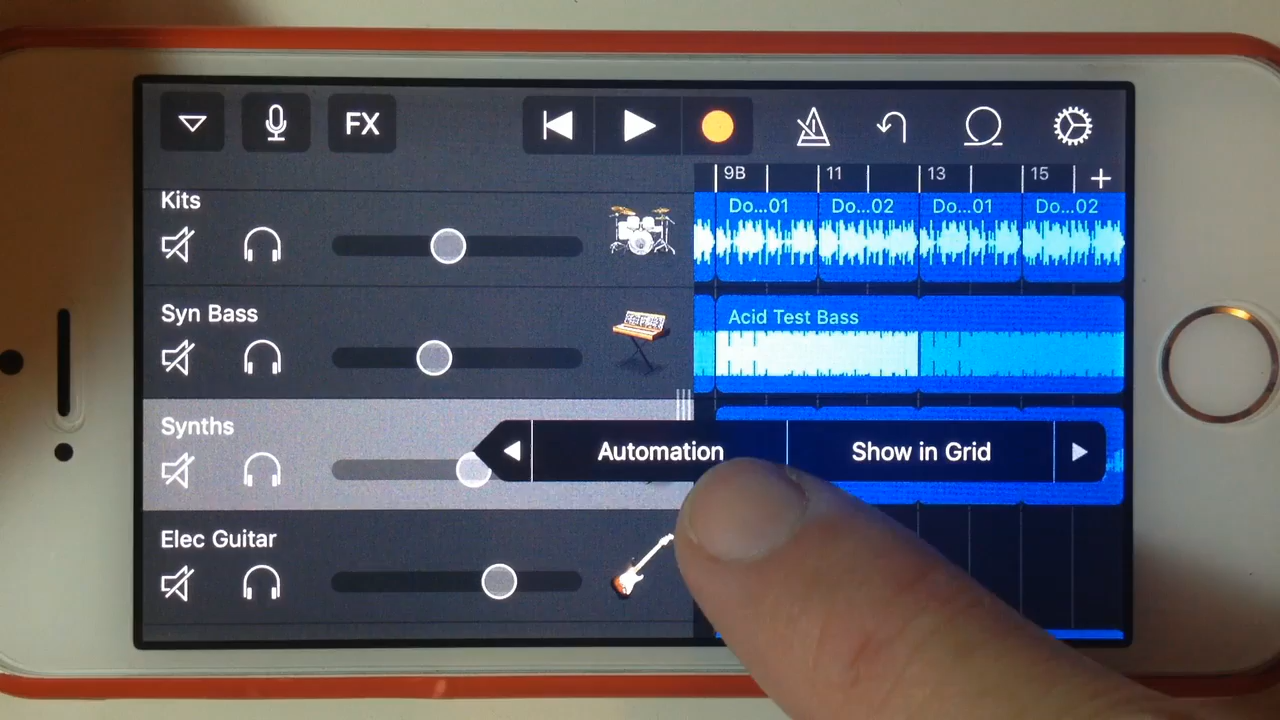 FX
9B 11 13 15 +
Kits
Do...01 Do...02 Do...01 Do...02
Syn Bass
Acid Test Bass
Synths
Automation Show in Grid
Elec Guitar